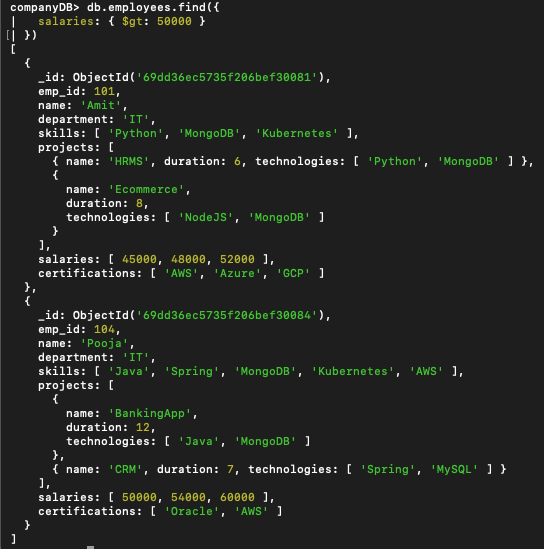 companyDB> db.employees.find({
|   salaries: { $gt: 50000 }
[| })
[
  {
    _id: ObjectId('69dd36ec5735f206bef30081'),
    emp_id: 101,
    name: 'Amit',
    department: 'IT',
    skills: [ 'Python', 'MongoDB', 'Kubernetes' ],
    projects: [
      { name: 'HRMS', duration: 6, technologies: [ 'Python', 'MongoDB' ] },
      {
        name: 'Ecommerce',
        duration: 8,
        technologies: [ 'NodeJS', 'MongoDB' ]
      }
    ],
    salaries: [ 45000, 48000, 52000 ],
    certifications: [ 'AWS', 'Azure', 'GCP' ]
  },
  {
    _id: ObjectId('69dd36ec5735f206bef30084'),
    emp_id: 104,
    name: 'Pooja',
    department: 'IT',
    skills: [ 'Java', 'Spring', 'MongoDB', 'Kubernetes', 'AWS' ],
    projects: [
      {
        name: 'BankingApp',
        duration: 12,
        technologies: [ 'Java', 'MongoDB' ]
      },
      { name: 'CRM', duration: 7, technologies: [ 'Spring', 'MySQL' ] }
    ],
    salaries: [ 50000, 54000, 60000 ],
    certifications: [ 'Oracle', 'AWS' ]
  }
]